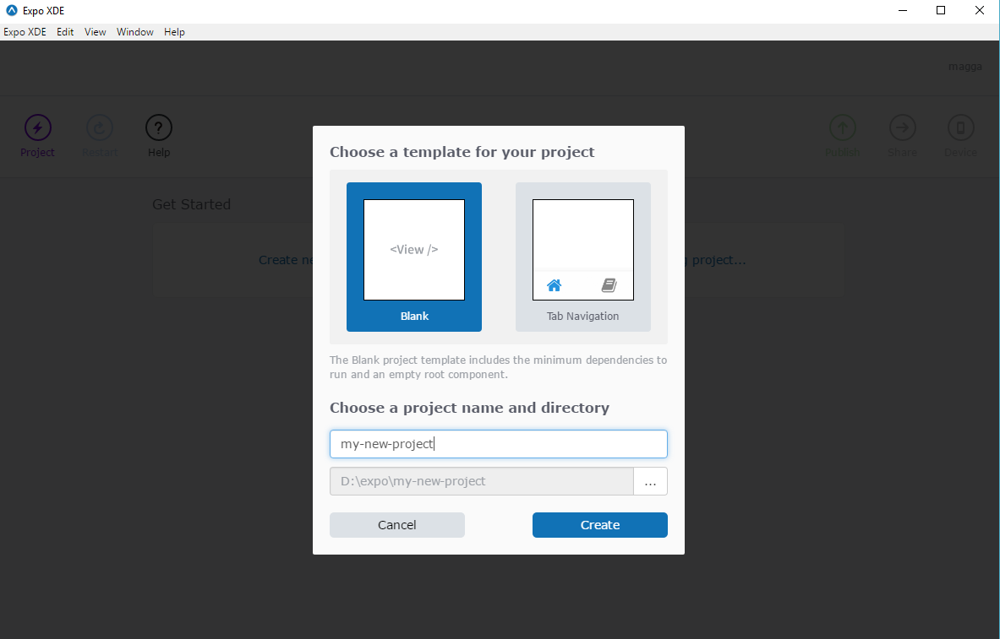 Expo XDE
Expo XDE Edit View Window Help
magga
Project Restart Help Publish Share Device
Get Started
Create ne
g project...
Choose a template for your project
<View />
Blank Tab Navigation
The Blank project template includes the minimum dependencies to
run and an empty root component.
Choose a project name and directory
my-new-project
D:\expo\my-new-project ...
Cancel Create